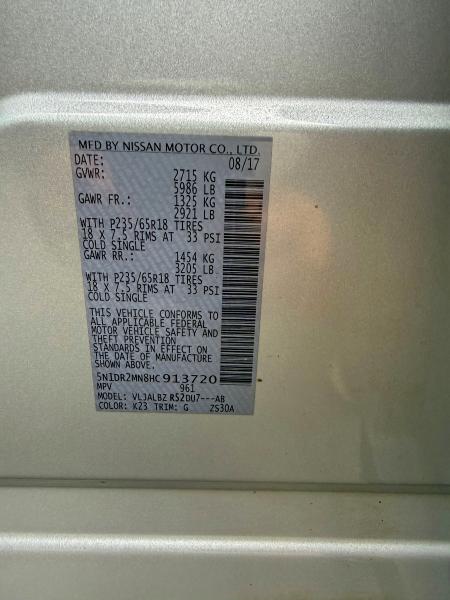 MFD BY NISSAN MOTOR CO., LTD.
DATE: 08/17
GVWR: 2715 KG
5986 LB
GAWR FR.: 1325 KG
2921 LB
WITH P235/65R18 TIRES
18 X 7.5 RIMS AT 33 PSI
COLD SINGLE
GAWR RR.: 1454 KG
3205 LB
WITH P235/65R18 TIRES
18 X 7.5 RIMS AT 33 PSI
COLD SINGLE
THIS VEHICLE CONFORMS TO
ALL APPLICABLE FEDERAL
MOTOR VEHICLE SAFETY AND
THEFT PREVENTION
STANDARDS IN EFFECT ON
THE DATE OF MANUFACTURE
SHOWN ABOVE.
5N1DR2MN8HC913720
MPV 961
MODEL: VLJALBZ R52DU7---AB
COLOR: K23 TRIM: G ZS30A